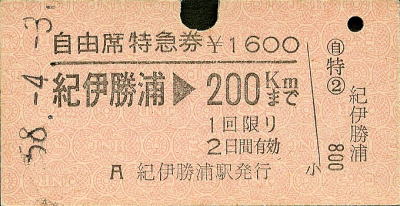 58.-4.-3.
自由席特急券 ¥1600
紀伊勝浦▶200Kmまで
1回限り
2日間有効
A 紀伊勝浦駅発行
自特②
紀伊勝浦
小 800